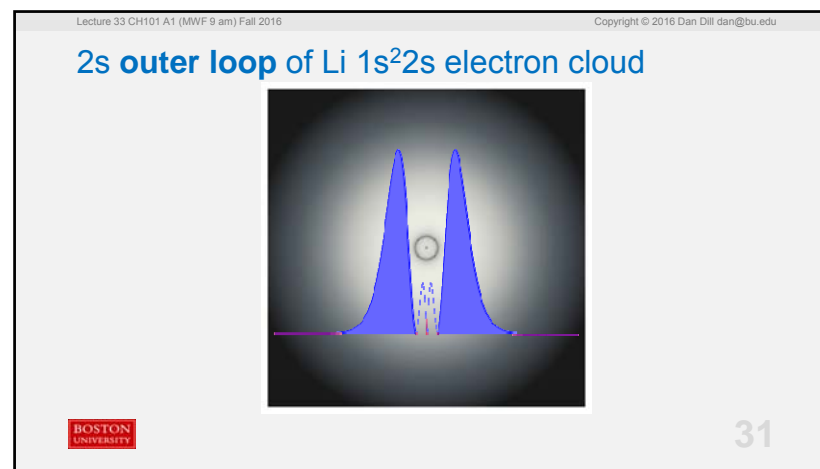 Lecture 33 CH101 A1 (MWF 9 am) Fall 2016
Copyright © 2016 Dan Dill dan@bu.edu
2s outer loop of Li 1s²2s electron cloud
BOSTON
UNIVERSITY
31